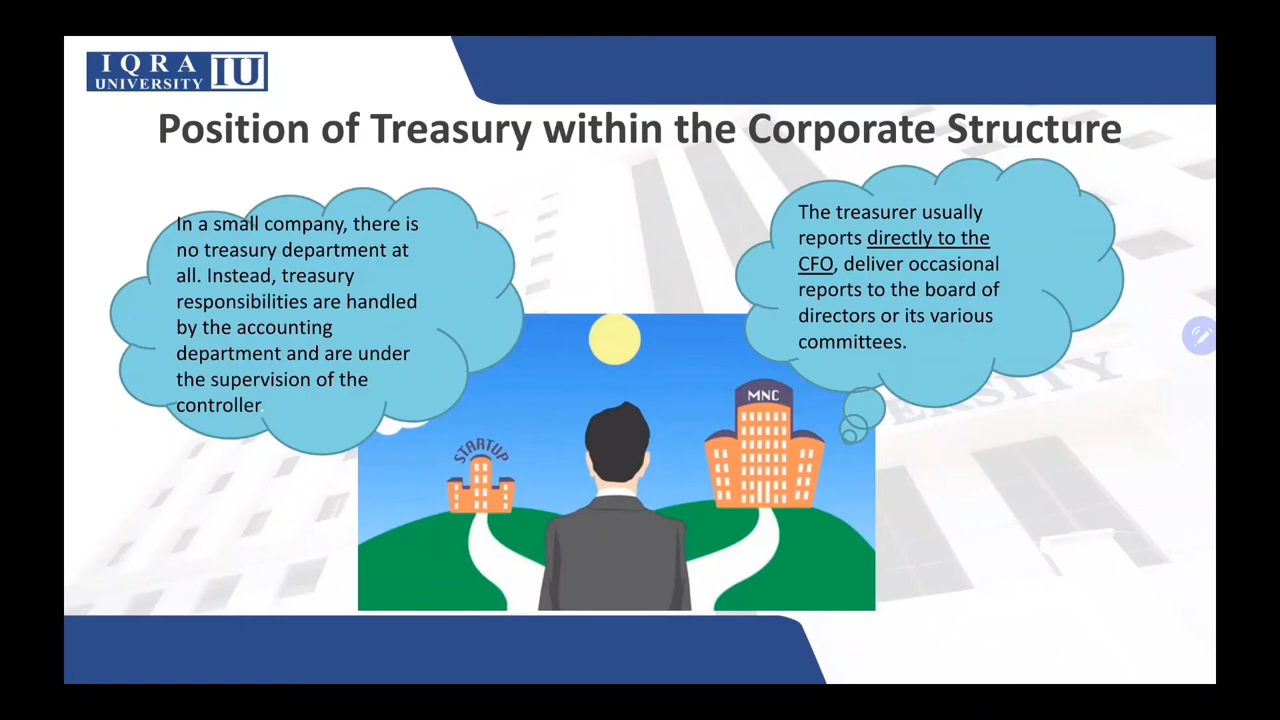 IQRA
UNIVERSITY IU
Position of Treasury within the Corporate Structure
In a small company, there is
no treasury department at
all. Instead, treasury
responsibilities are handled
by the accounting
department and are under
the supervision of the
controller.
The treasurer usually
reports directly to the
CFO, deliver occasional
reports to the board of
directors or its various
committees.
STARTUP
MNC
ERSITY